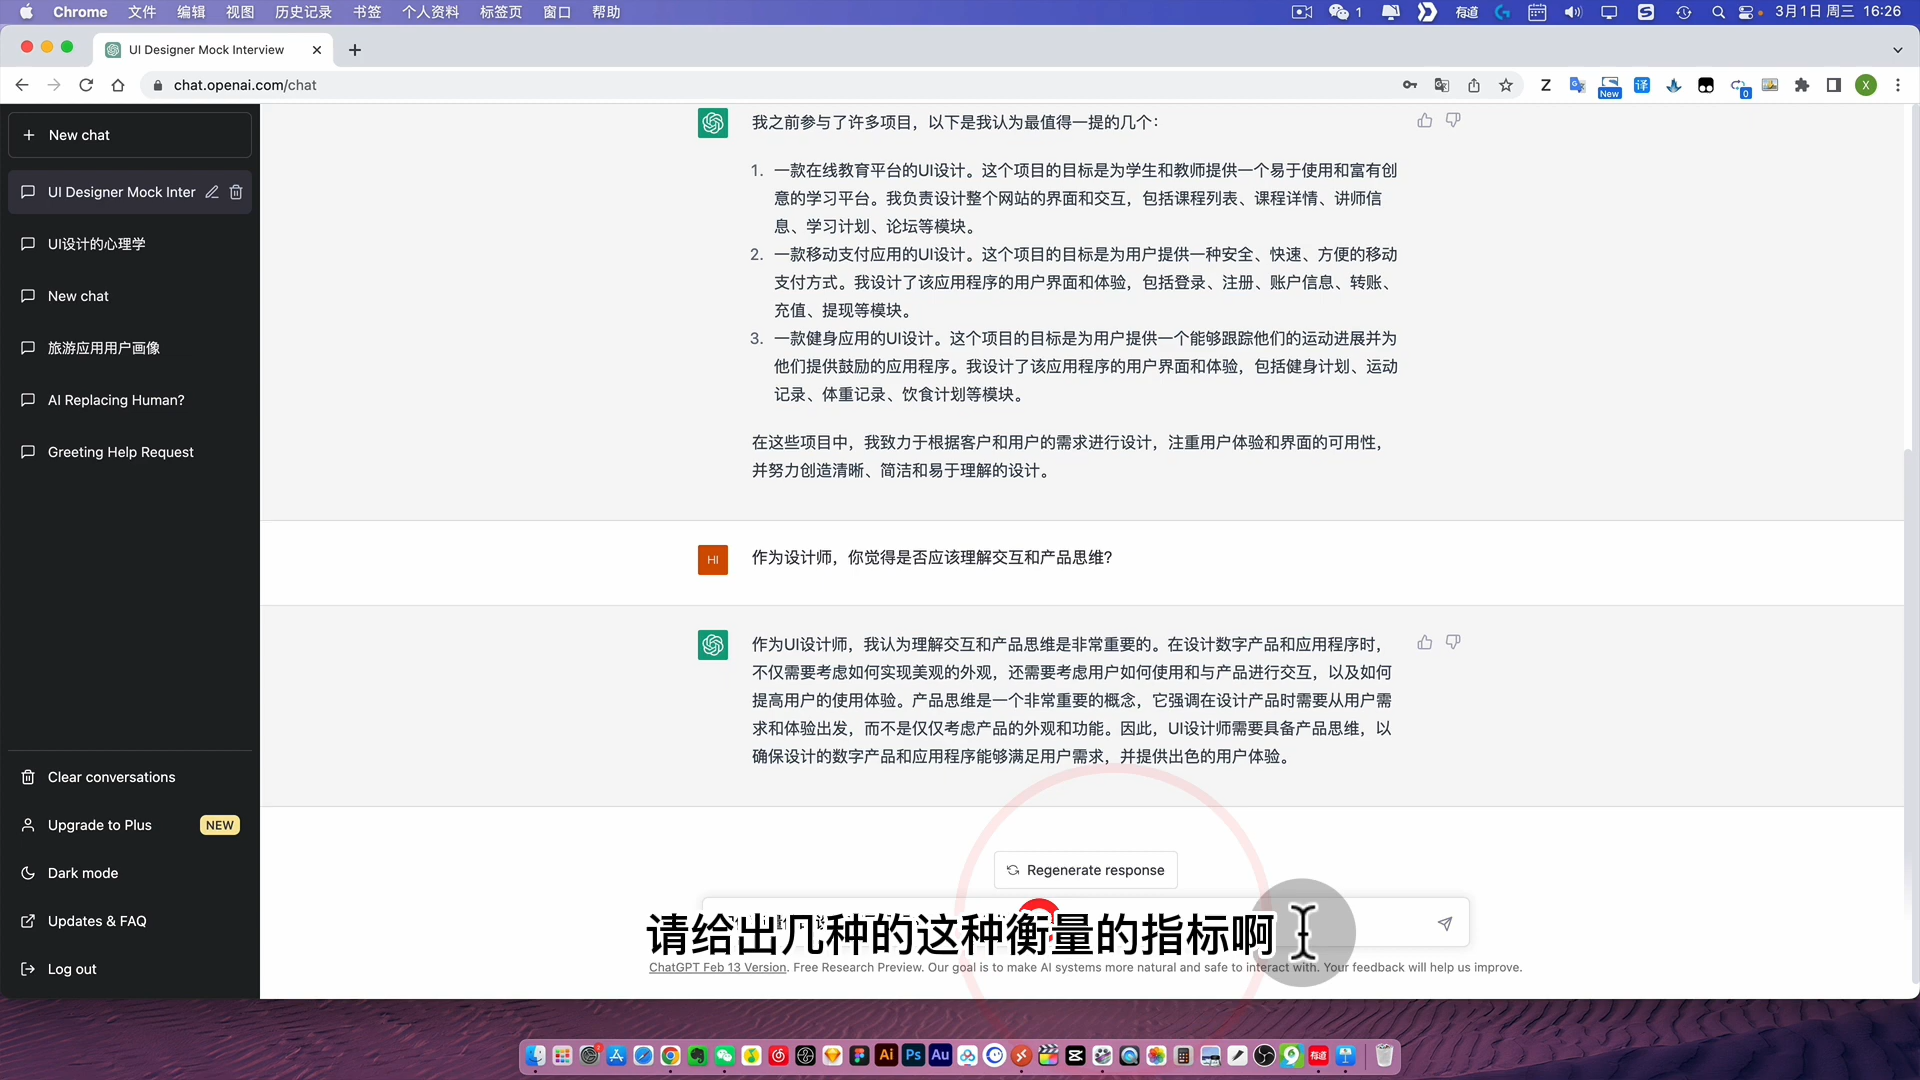 Chrome 文件 编辑 视图 历史记录 书签 个人资料 标签页 窗口 帮助 1 有道 3月1日 周三 16:26
UI Designer Mock Interview
chat.openai.com/chat
Z New 译 0 X
New chat
UI Designer Mock Inter
UI设计的心理学
New chat
旅游应用用户画像
AI Replacing Human?
Greeting Help Request
Clear conversations
Upgrade to Plus NEW
Dark mode
Updates & FAQ
Log out
我之前参与了许多项目，以下是我认为最值得一提的几个：
1. 一款在线教育平台的UI设计。这个项目的目标是为学生和教师提供一个易于使用和富有创
意的学习平台。我负责设计整个网站的界面和交互，包括课程列表、课程详情、讲师信
息、学习计划、论坛等模块。
2. 一款移动支付应用的UI设计。这个项目的目标是为用户提供一种安全、快速、方便的移动
支付方式。我设计了该应用程序的用户界面和体验，包括登录、注册、账户信息、转账、
充值、提现等模块。
3. 一款健身应用的UI设计。这个项目的目标是为用户提供一个能够跟踪他们的运动进展并为
他们提供鼓励的应用程序。我设计了该应用程序的用户界面和体验，包括健身计划、运动
记录、体重记录、饮食计划等模块。
在这些项目中，我致力于根据客户和用户的需求进行设计，注重用户体验和界面的可用性，
并努力创造清晰、简洁和易于理解的设计。
HI
作为设计师，你觉得是否应该理解交互和产品思维？
作为UI设计师，我认为理解交互和产品思维是非常重要的。在设计数字产品和应用程序时，
不仅需要考虑如何实现美观的外观，还需要考虑用户如何使用和与产品进行交互，以及如何
提高用户的使用体验。产品思维是一个非常重要的概念，它强调在设计产品时需要从用户需
求和体验出发，而不是仅仅考虑产品的外观和功能。因此，UI设计师需要具备产品思维，以
确保设计的数字产品和应用程序能够满足用户需求，并提供出色的用户体验。
Regenerate response
请给出几种的这种衡量的指标啊
ChatGPT Feb 13 Version. Free Research Preview. Our goal is to make AI systems more natural and safe to interact with. Your feedback will help us improve.
Ai Ps Au 有道